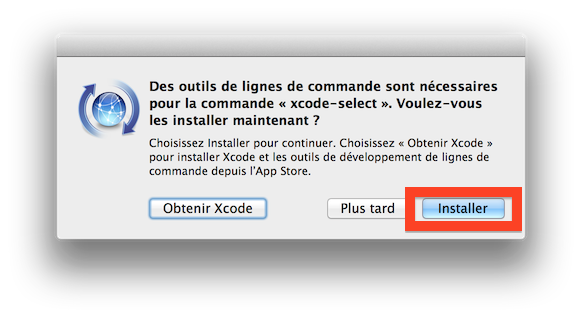 Des outils de lignes de commande sont nécessaires
pour la commande « xcode-select ». Voulez-vous
les installer maintenant ?
Choisissez Installer pour continuer. Choisissez « Obtenir Xcode »
pour installer Xcode et les outils de développement de lignes de
commande depuis l'App Store.
Obtenir Xcode Plus tard Installer